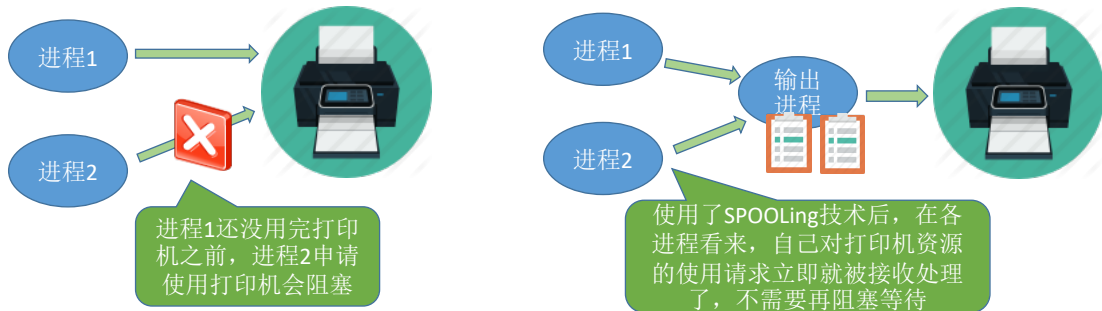 进程1
进程2
进程1还没用完打印
机之前，进程2申请
使用打印机会阻塞
进程1
输出
进程
进程2
使用了SPOOLing技术后，在各
进程看来，自己对打印机资源
的使用请求立即就被接收处理
了，不需要再阻塞等待